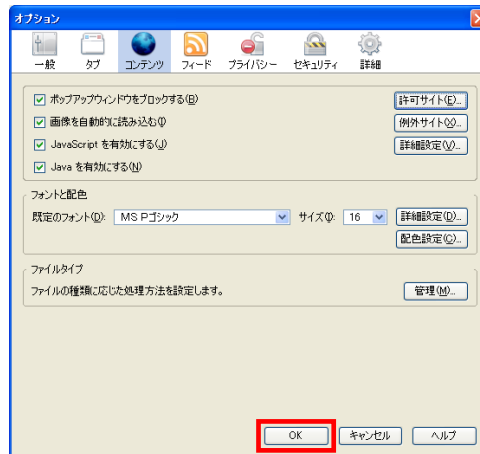 オプション
一般 タブ コンテンツ フィード プライバシー セキュリティ 詳細
ポップアップウィンドウをブロックする(B) 許可サイト(E)...
画像を自動的に読み込む(I) 例外サイト(X)...
JavaScript を有効にする(J) 詳細設定(V)...
Java を有効にする(N)
フォントと配色
既定のフォント(D): MS Pゴシック サイズ(Z): 16 詳細設定(D)...
配色設定(C)...
ファイルタイプ
ファイルの種類に応じた処理方法を設定します。 管理(M)...
OK キャンセル ヘルプ